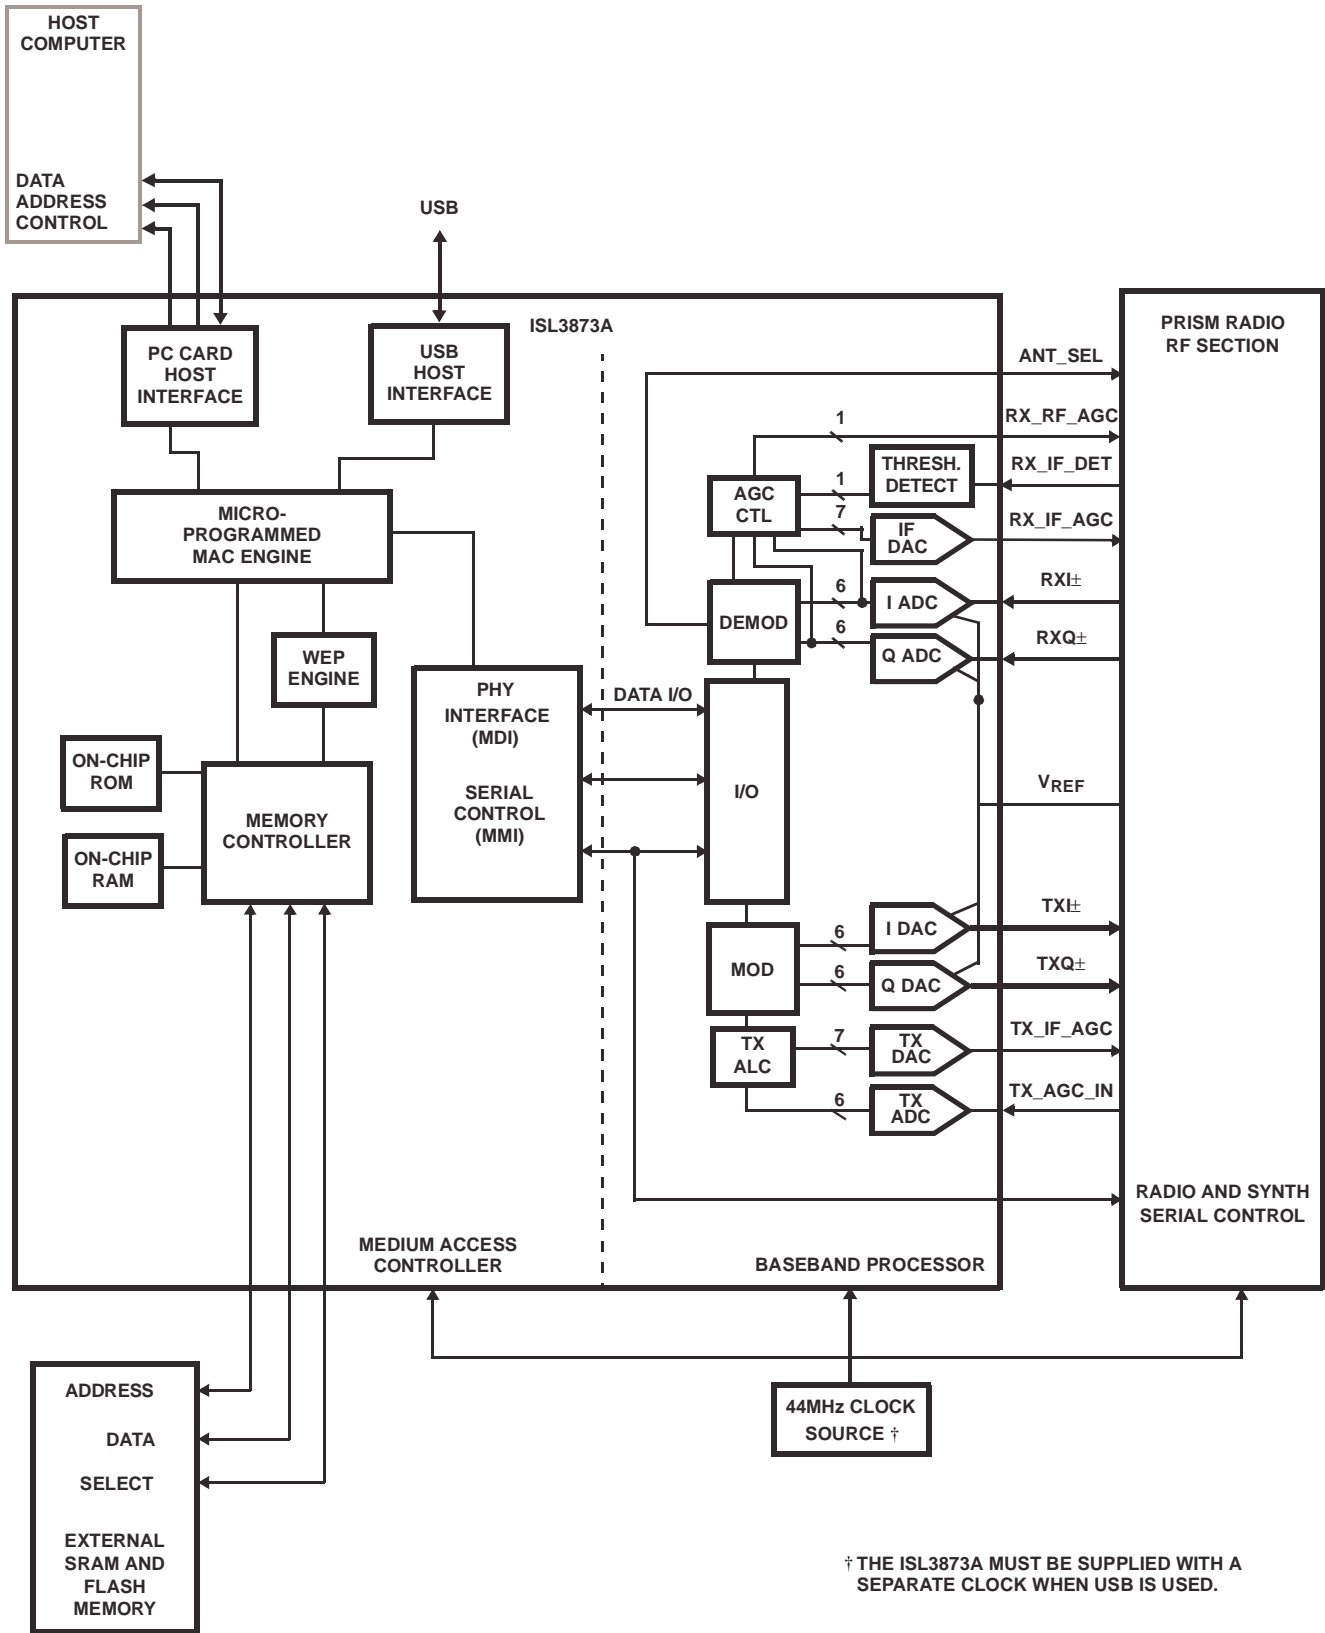 HOST
COMPUTER
DATA
ADDRESS
CONTROL
USB
ISL3873A
PC CARD
HOST
INTERFACE
USB
HOST
INTERFACE
MICRO-
PROGRAMMED
MAC ENGINE
WEP
ENGINE
ON-CHIP
ROM
ON-CHIP
RAM
MEMORY
CONTROLLER
PHY
INTERFACE
(MDI)
SERIAL
CONTROL
(MMI)
DATA I/O
MEDIUM ACCESS
CONTROLLER
AGC
CTL
DEMOD
I/O
MOD
TX
ALC
1
1
7
6
6
6
6
7
6
THRESH.
DETECT
IF
DAC
I ADC
Q ADC
I DAC
Q DAC
TX
DAC
TX
ADC
BASEBAND PROCESSOR
ANT_SEL
RX_RF_AGC
RX_IF_DET
RX_IF_AGC
RXI±
RXQ±
VREF
TXI±
TXQ±
TX_IF_AGC
TX_AGC_IN
PRISM RADIO
RF SECTION
RADIO AND SYNTH
SERIAL CONTROL
44MHz CLOCK
SOURCE †
ADDRESS
DATA
SELECT
EXTERNAL
SRAM AND
FLASH
MEMORY
† THE ISL3873A MUST BE SUPPLIED WITH A
SEPARATE CLOCK WHEN USB IS USED.